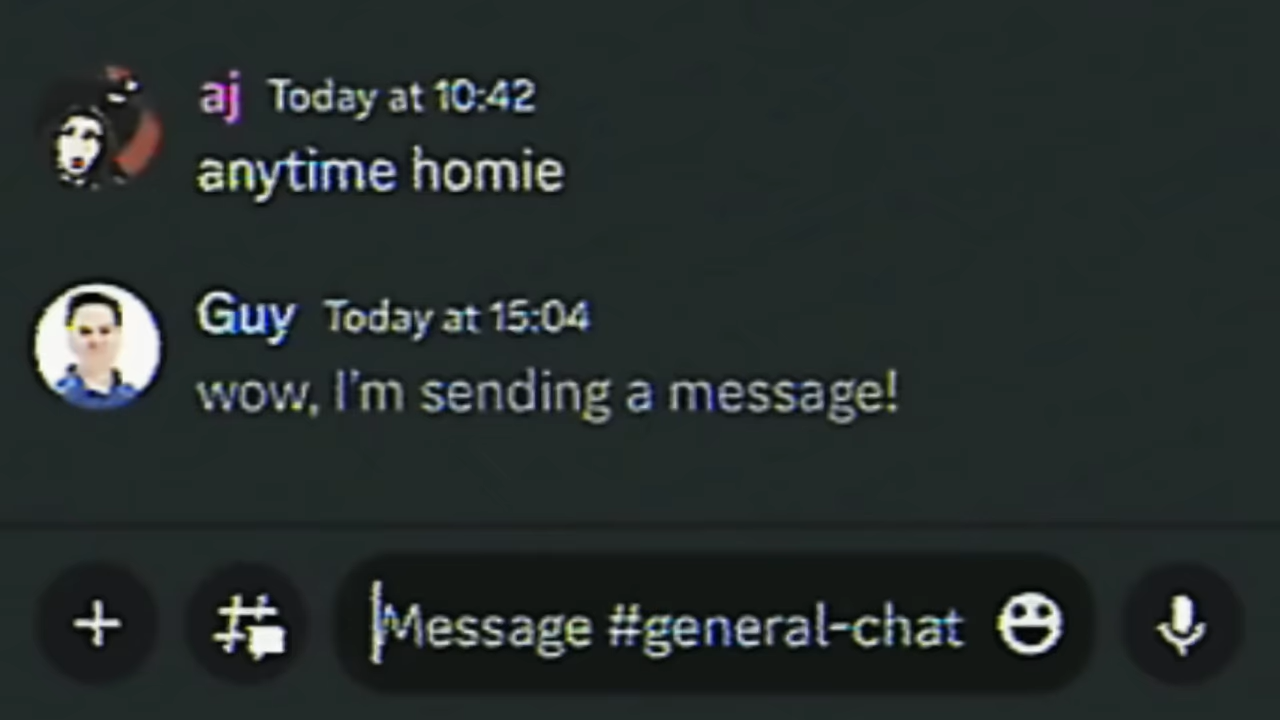 aj Today at 10:42
anytime homie
Guy Today at 15:04
wow, I'm sending a message!
Message #general-chat